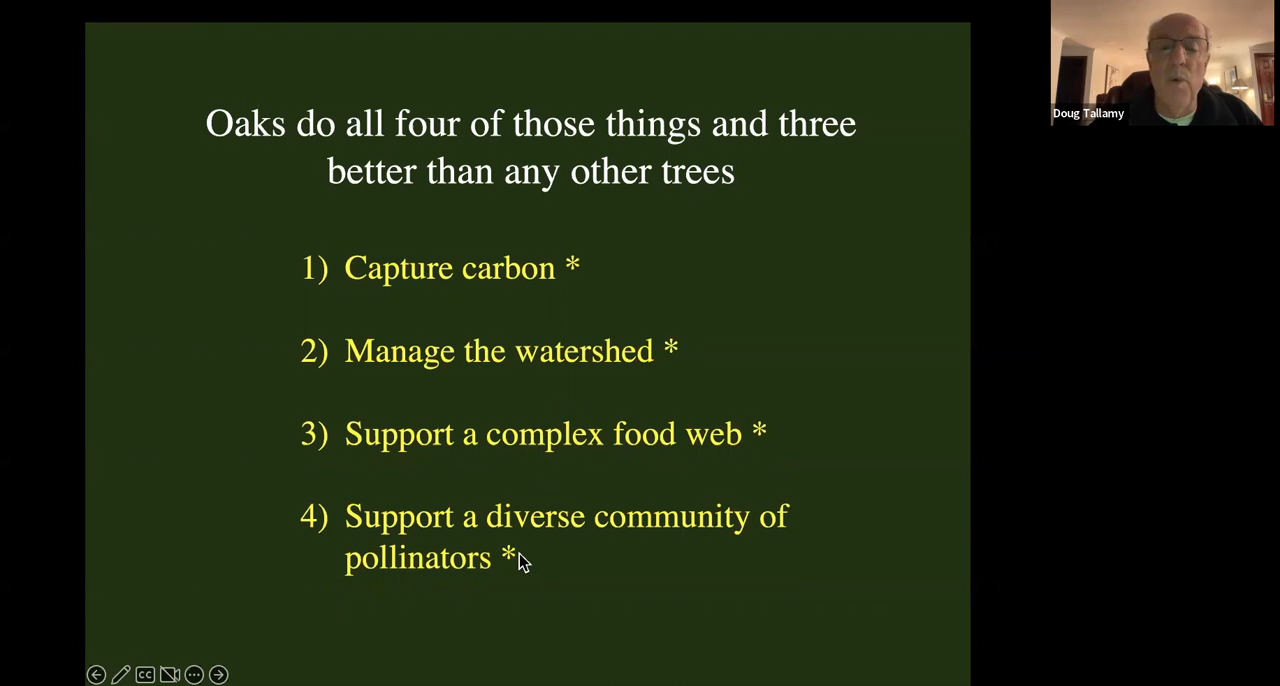 Oaks do all four of those things and three
better than any other trees
1) Capture carbon *
2) Manage the watershed *
3) Support a complex food web *
4) Support a diverse community of
pollinators *
Doug Tallamy
CC